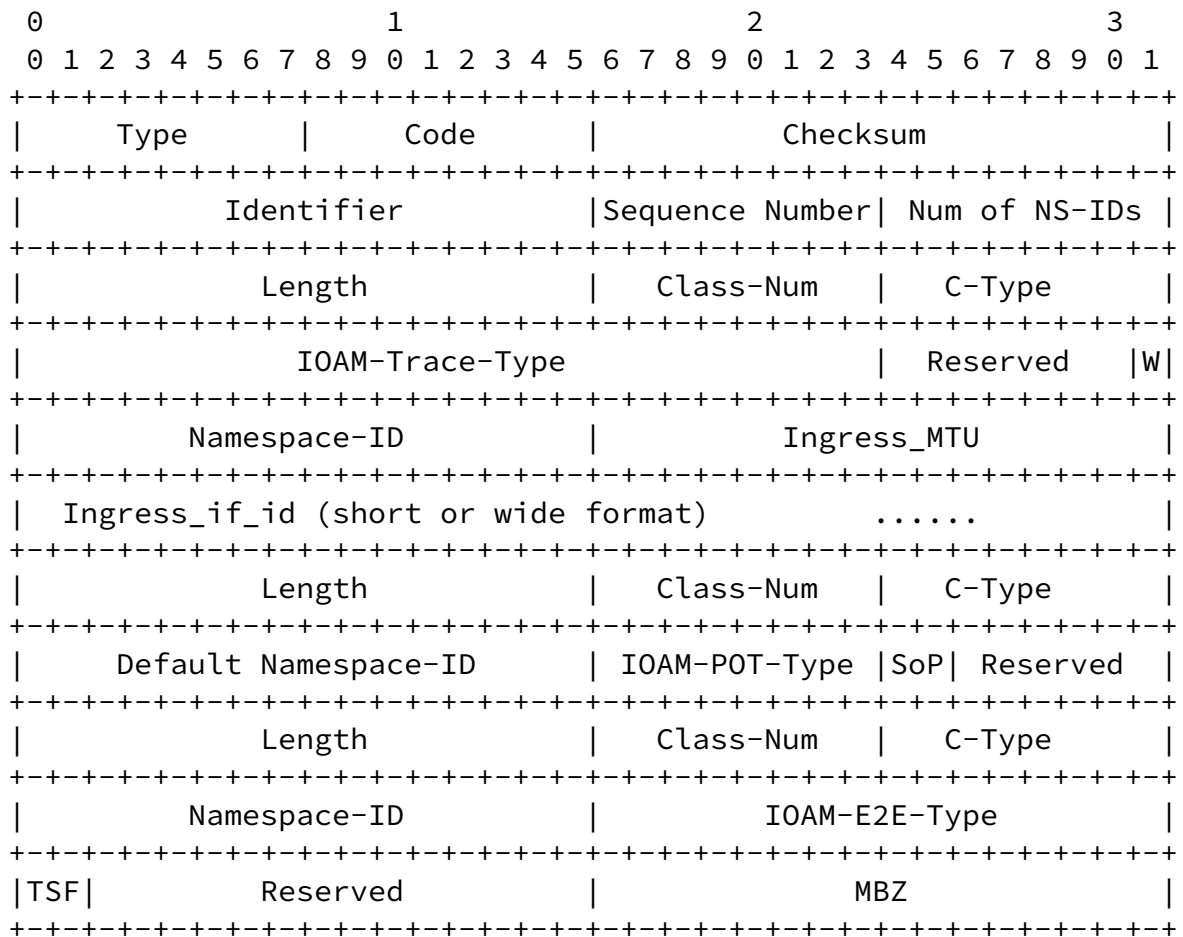 0                   1                   2                   3
 0 1 2 3 4 5 6 7 8 9 0 1 2 3 4 5 6 7 8 9 0 1 2 3 4 5 6 7 8 9 0 1
+-+-+-+-+-+-+-+-+-+-+-+-+-+-+-+-+-+-+-+-+-+-+-+-+-+-+-+-+-+-+-+-+
|     Type      |     Code      |          Checksum             |
+-+-+-+-+-+-+-+-+-+-+-+-+-+-+-+-+-+-+-+-+-+-+-+-+-+-+-+-+-+-+-+-+
|           Identifier          |Sequence Number| Num of NS-IDs |
+-+-+-+-+-+-+-+-+-+-+-+-+-+-+-+-+-+-+-+-+-+-+-+-+-+-+-+-+-+-+-+-+
|             Length            |   Class-Num   |   C-Type      |
+-+-+-+-+-+-+-+-+-+-+-+-+-+-+-+-+-+-+-+-+-+-+-+-+-+-+-+-+-+-+-+-+
|               IOAM-Trace-Type                 |  Reserved   |W|
+-+-+-+-+-+-+-+-+-+-+-+-+-+-+-+-+-+-+-+-+-+-+-+-+-+-+-+-+-+-+-+-+
|         Namespace-ID          |          Ingress_MTU          |
+-+-+-+-+-+-+-+-+-+-+-+-+-+-+-+-+-+-+-+-+-+-+-+-+-+-+-+-+-+-+-+-+
|  Ingress_if_id (short or wide format)         ......          |
+-+-+-+-+-+-+-+-+-+-+-+-+-+-+-+-+-+-+-+-+-+-+-+-+-+-+-+-+-+-+-+-+
|             Length            |   Class-Num   |   C-Type      |
+-+-+-+-+-+-+-+-+-+-+-+-+-+-+-+-+-+-+-+-+-+-+-+-+-+-+-+-+-+-+-+-+
|     Default Namespace-ID      | IOAM-POT-Type |SoP| Reserved  |
+-+-+-+-+-+-+-+-+-+-+-+-+-+-+-+-+-+-+-+-+-+-+-+-+-+-+-+-+-+-+-+-+
|             Length            |   Class-Num   |   C-Type      |
+-+-+-+-+-+-+-+-+-+-+-+-+-+-+-+-+-+-+-+-+-+-+-+-+-+-+-+-+-+-+-+-+
|         Namespace-ID          |         IOAM-E2E-Type         |
+-+-+-+-+-+-+-+-+-+-+-+-+-+-+-+-+-+-+-+-+-+-+-+-+-+-+-+-+-+-+-+-+
|TSF|         Reserved          |              MBZ              |
+-+-+-+-+-+-+-+-+-+-+-+-+-+-+-+-+-+-+-+-+-+-+-+-+-+-+-+-+-+-+-+-+